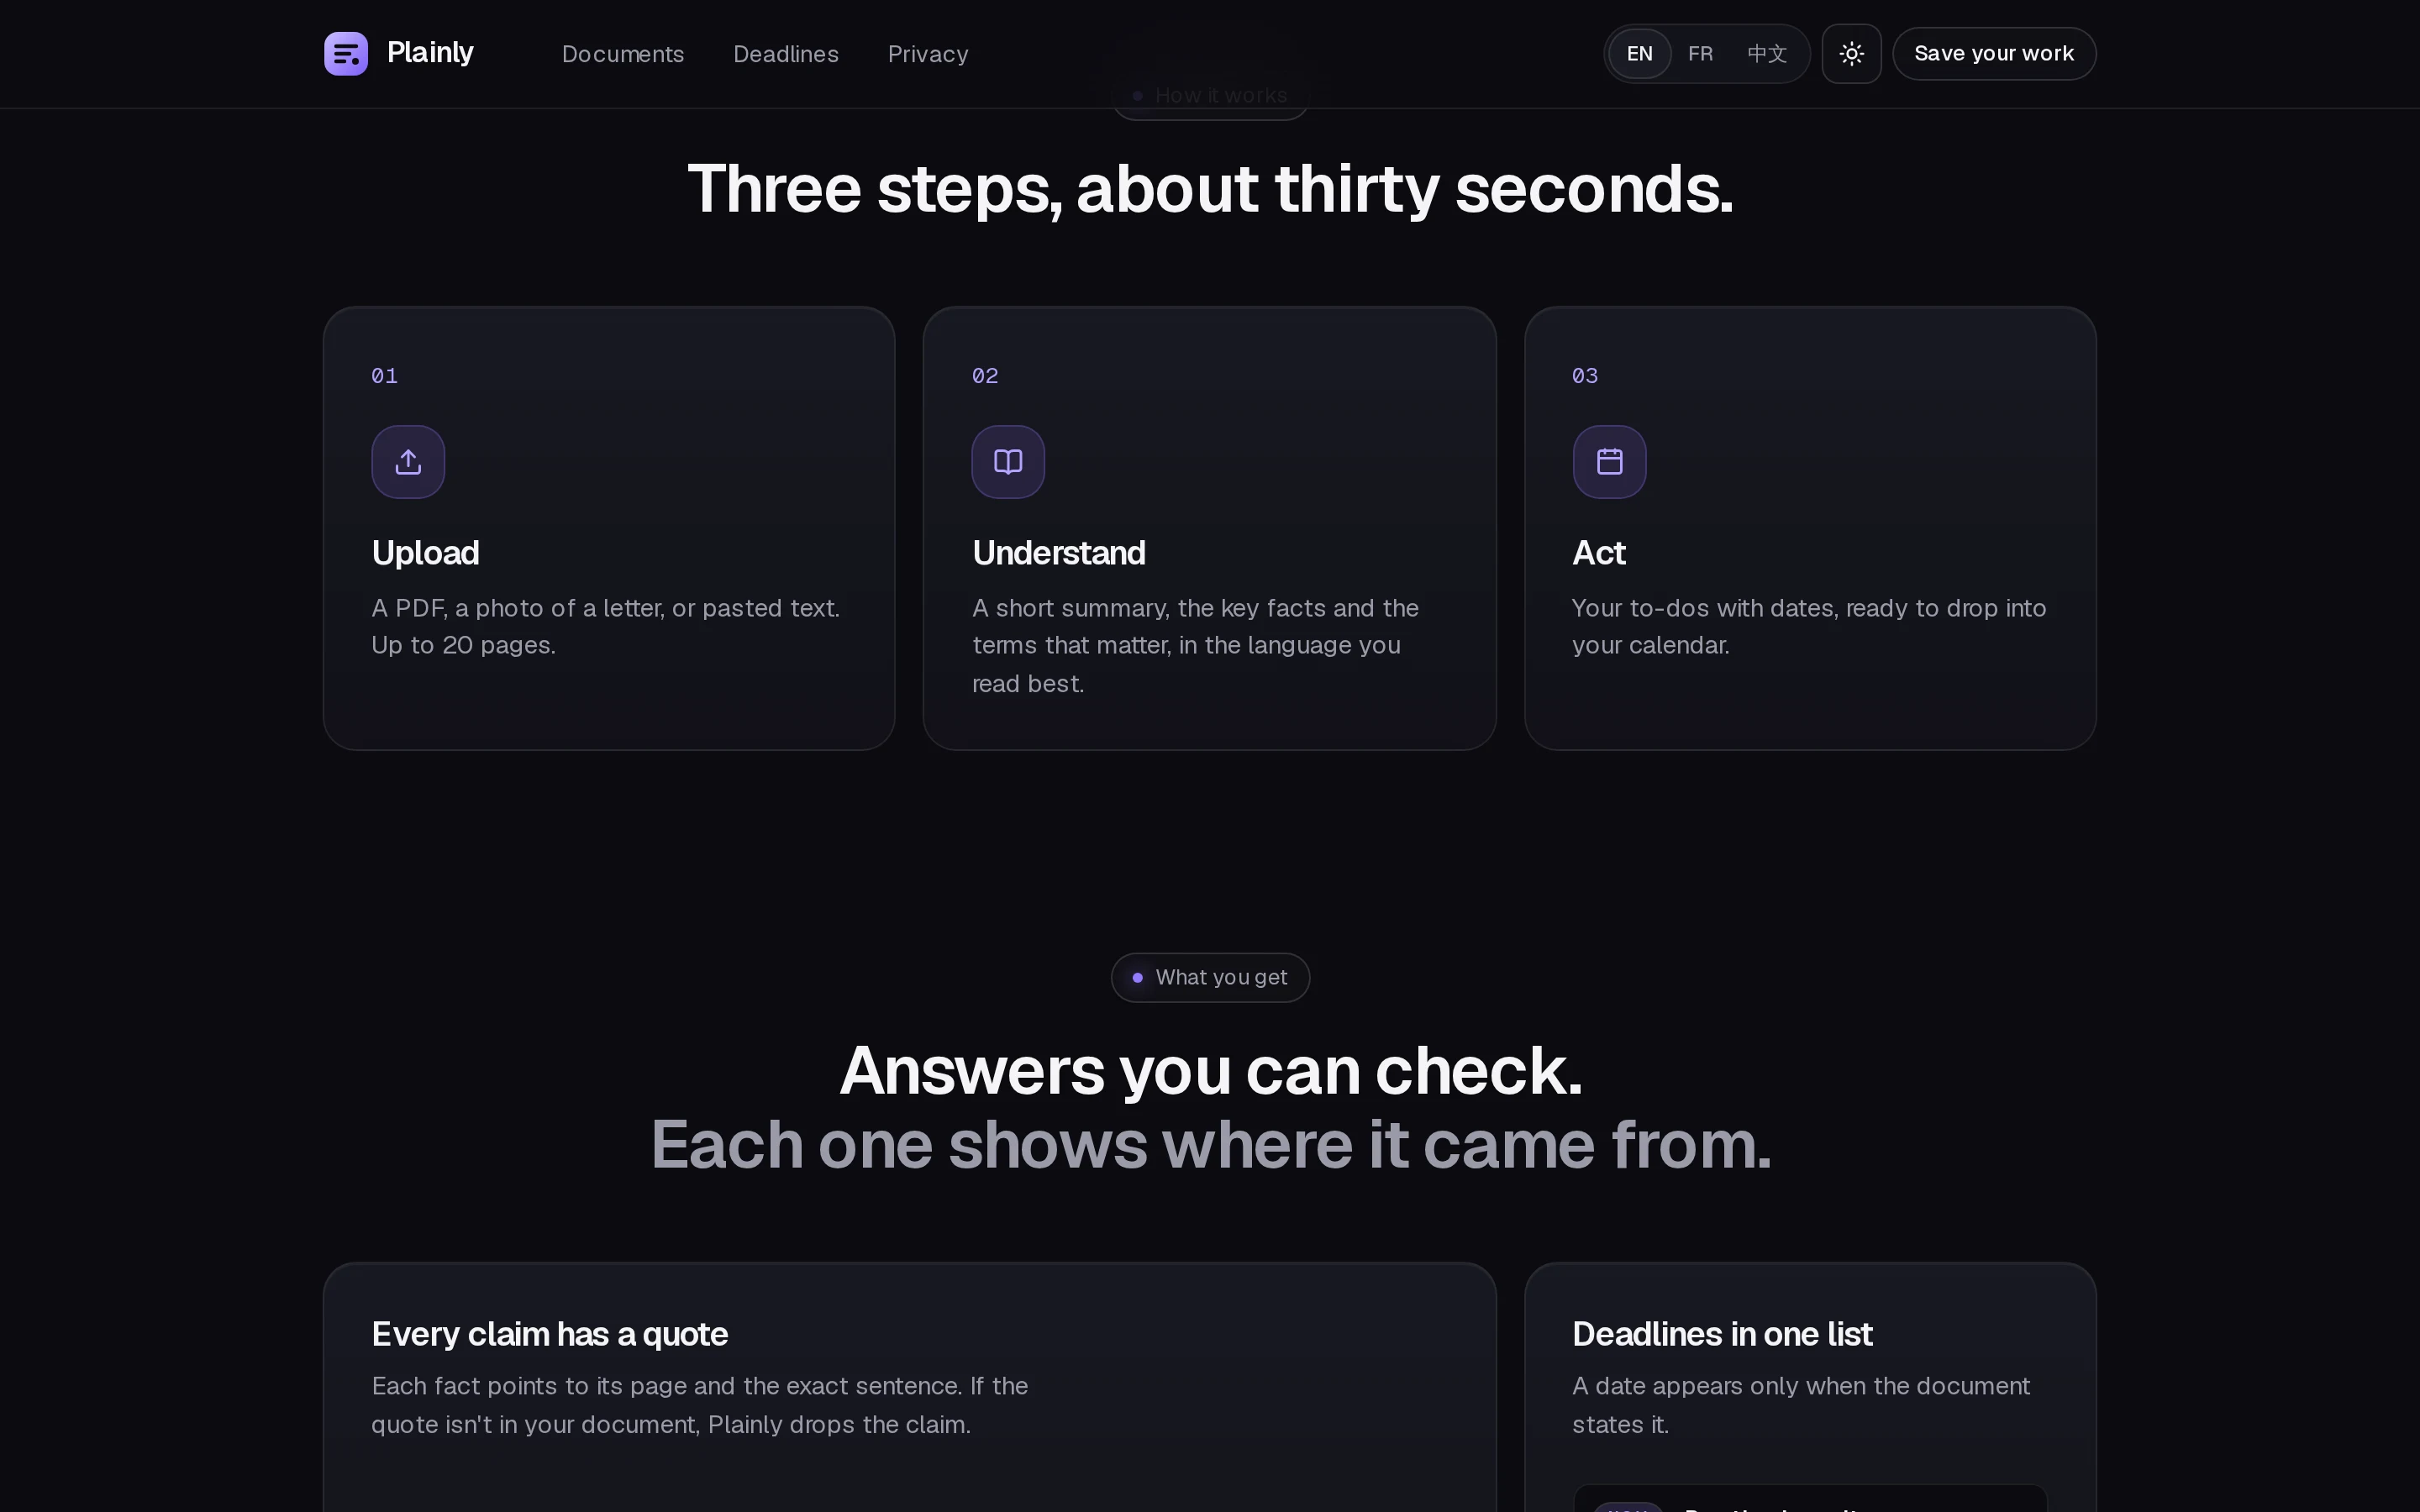 Plainly
Documents
Deadlines
Privacy
EN
FR
中文
Save your work
How it works
Three steps, about thirty seconds.
01
Upload
A PDF, a photo of a letter, or pasted text.
Up to 20 pages.
02
Understand
A short summary, the key facts and the
terms that matter, in the language you
read best.
03
Act
Your to-dos with dates, ready to drop into
your calendar.
What you get
Answers you can check.
Each one shows where it came from.
Every claim has a quote
Each fact points to its page and the exact sentence. If the
quote isn't in your document, Plainly drops the claim.
Deadlines in one list
A date appears only when the document
states it.